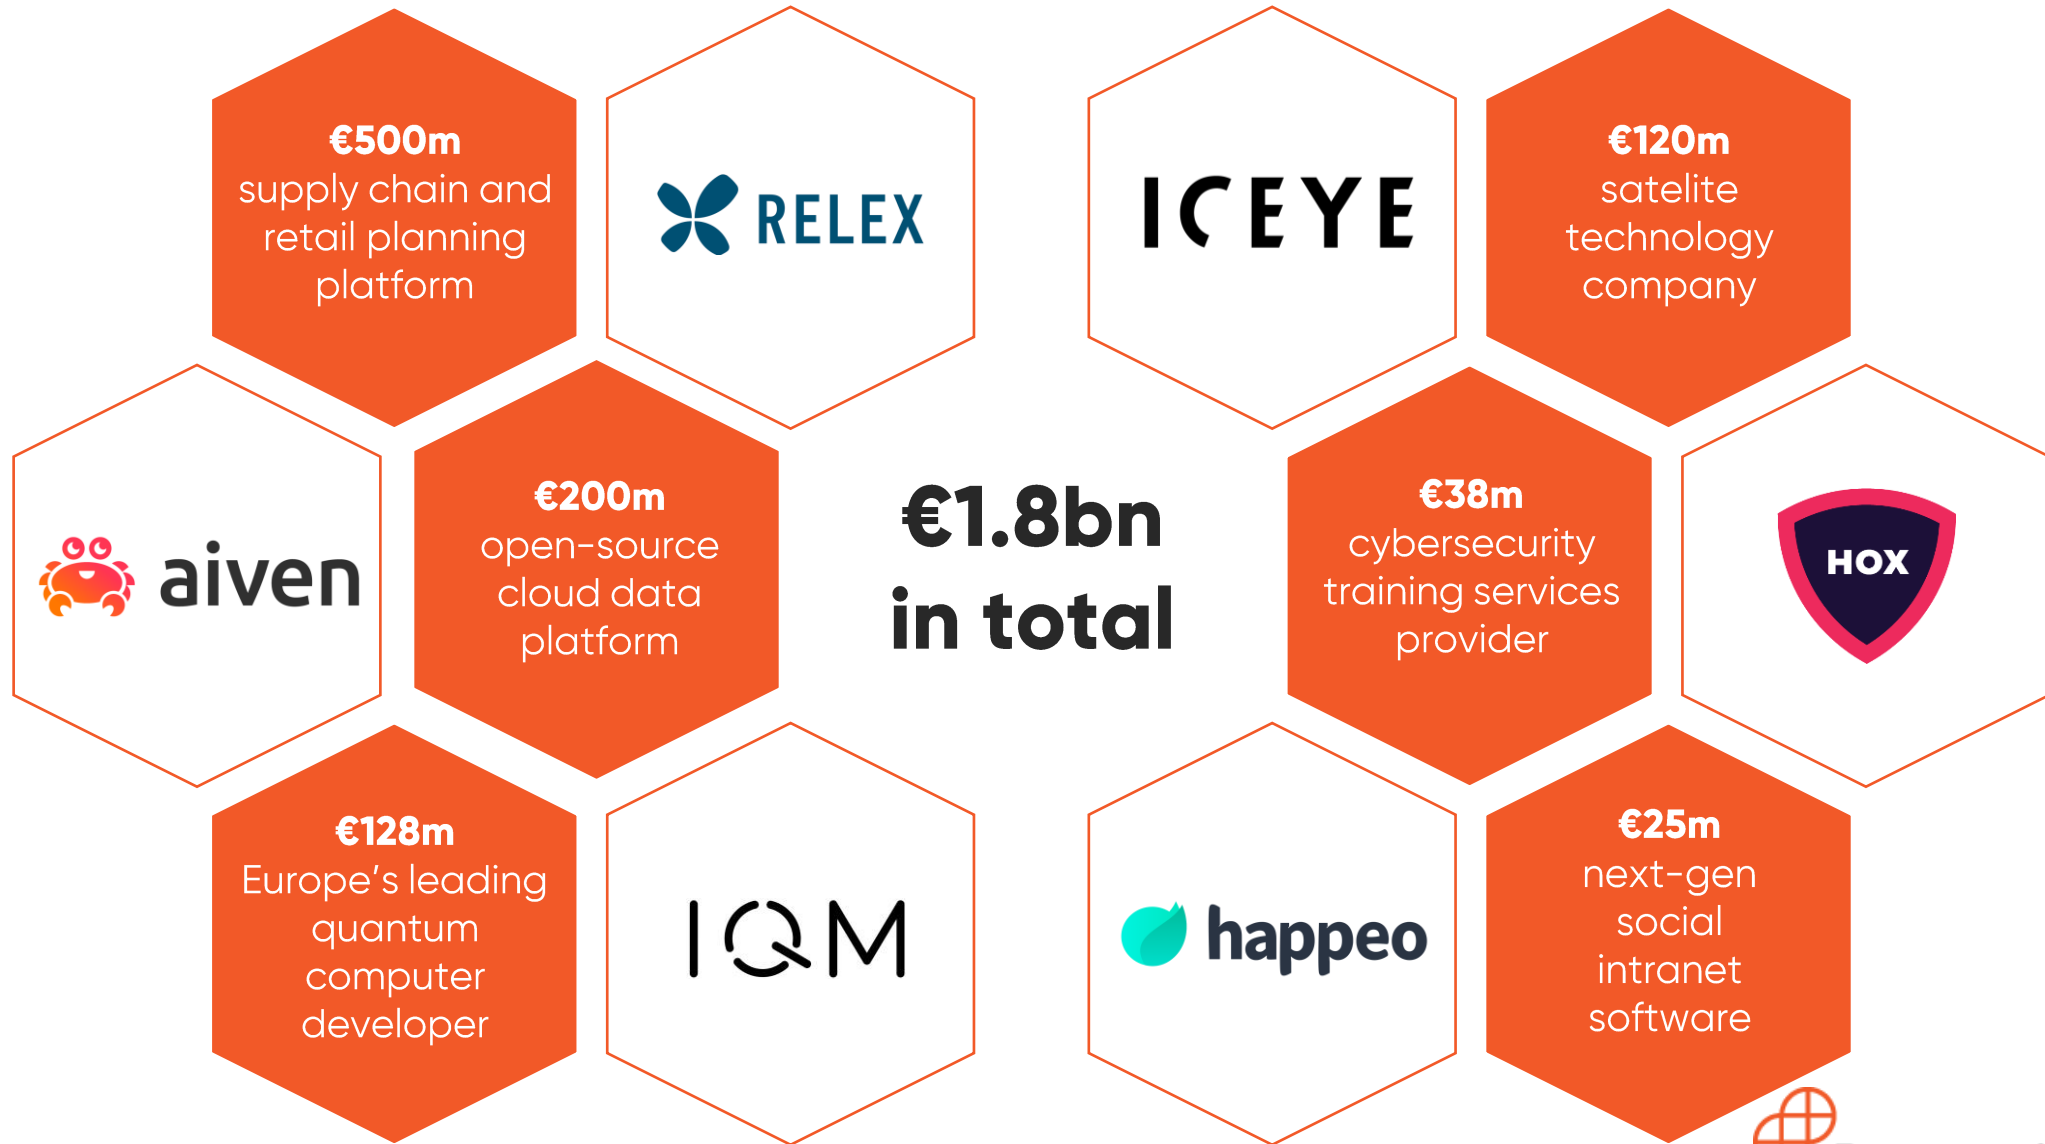 €500m
supply chain and
retail planning
platform
RELEX
ICEYE
€120m
satelite
technology
company
aiven
€200m
open-source
cloud data
platform
€1.8bn
in total
€38m
cybersecurity
training services
provider
HOX
€128m
Europe's leading
quantum
computer
developer
IQM
happeo
€25m
next-gen
social
intranet
software